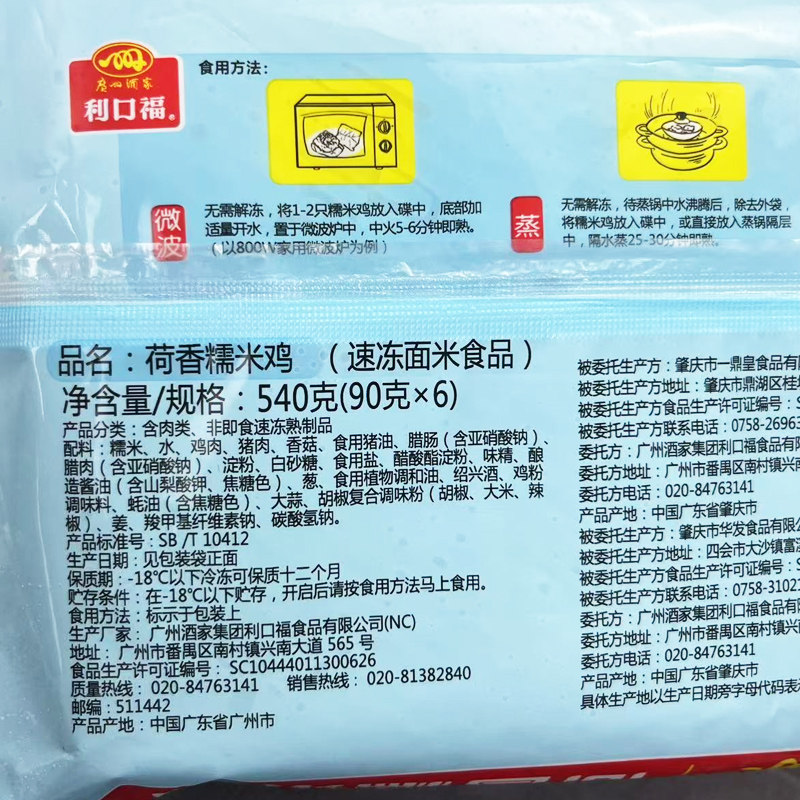 广州酒家
利口福®
食用方法：
微波
无需解冻，将1-2只糯米鸡放入碟中，底部加
适量开水，置于微波炉中，中火5-6分钟即熟。
（以800W家用微波炉为例）
蒸
无需解冻，待蒸锅中水沸腾后，除去外袋，
将糯米鸡放入碟中，或直接放入蒸锅隔层
中，隔水蒸25-30分钟即熟。
品名：荷香糯米鸡 （速冻面米食品）
净含量/规格：540克(90克×6)
产品分类：含肉类、非即食速冻熟制品
配料：糯米、水、鸡肉、猪肉、香菇、食用猪油、腊肠（含亚硝酸钠）、
腊肉（含亚硝酸钠）、淀粉、白砂糖、食用盐、醋酸酯淀粉、味精、酿
造酱油（含山梨酸钾、焦糖色）、葱、食用植物调和油、绍兴酒、鸡粉
调味料、蚝油（含焦糖色）、大蒜、胡椒复合调味粉（胡椒、大米、辣
椒）、姜、羧甲基纤维素钠、碳酸氢钠。
产品标准号：SB /T 10412
生产日期：见包装袋正面
保质期：-18℃以下冷冻可保质十二个月
贮存条件：在-18℃以下贮存，开启后请按食用方法马上食用。
食用方法：标示于包装上
生产厂家： 广州酒家集团利口福食品有限公司(NC)
地址： 广州市番禺区南村镇兴南大道 565 号
食品生产许可证编号： SC10444011300626
质量热线： 020-84763141 销售热线： 020-81382840
邮编：511442
产品产地：中国广东省广州市
被委托生产方：肇庆市一鼎皇食品有
被委托生产方地址：肇庆市鼎湖区桂
被委托生产方食品生产许可证编号：S
被委托生产方联系电话：0758-26963
委托方：广州酒家集团利口福食品有限
委托方地址：广州市番禺区南村镇兴南
委托方电话：020-84763141
产品产地：中国广东省肇庆市
被委托生产方：肇庆市华发食品有限公
被委托生产方地址：四会市大沙镇富
被委托生产方食品生产许可证编号：S
被委托生产方联系电话：0758-3102
委托方：广州酒家集团利口福食品有
委托方地址：广州市番禺区南村镇兴
委托方电话：020-84763141
产品产地：中国广东省肇庆市
具体生产地以生产日期旁字母代码表